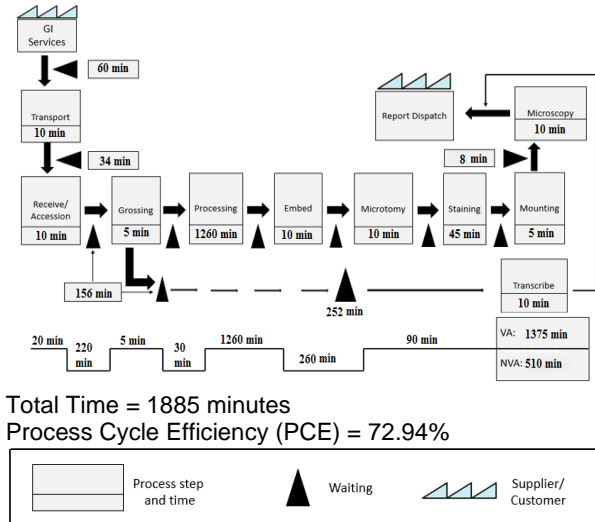 GI
Services
60 min
Transport
10 min
34 min
Receive/
Accession
10 min
Grossing
5 min
Processing
1260 min
Embed
10 min
Microtomy
10 min
Staining
45 min
Mounting
5 min
8 min
Microscopy
10 min
Report Dispatch
156 min
252 min
Transcribe
10 min
20 min
220
min
5 min
30
min
1260 min
260 min
90 min
VA: 1375 min
NVA: 510 min
Total Time = 1885 minutes
Process Cycle Efficiency (PCE) = 72.94%
Process step
and time
Waiting
Supplier/
Customer